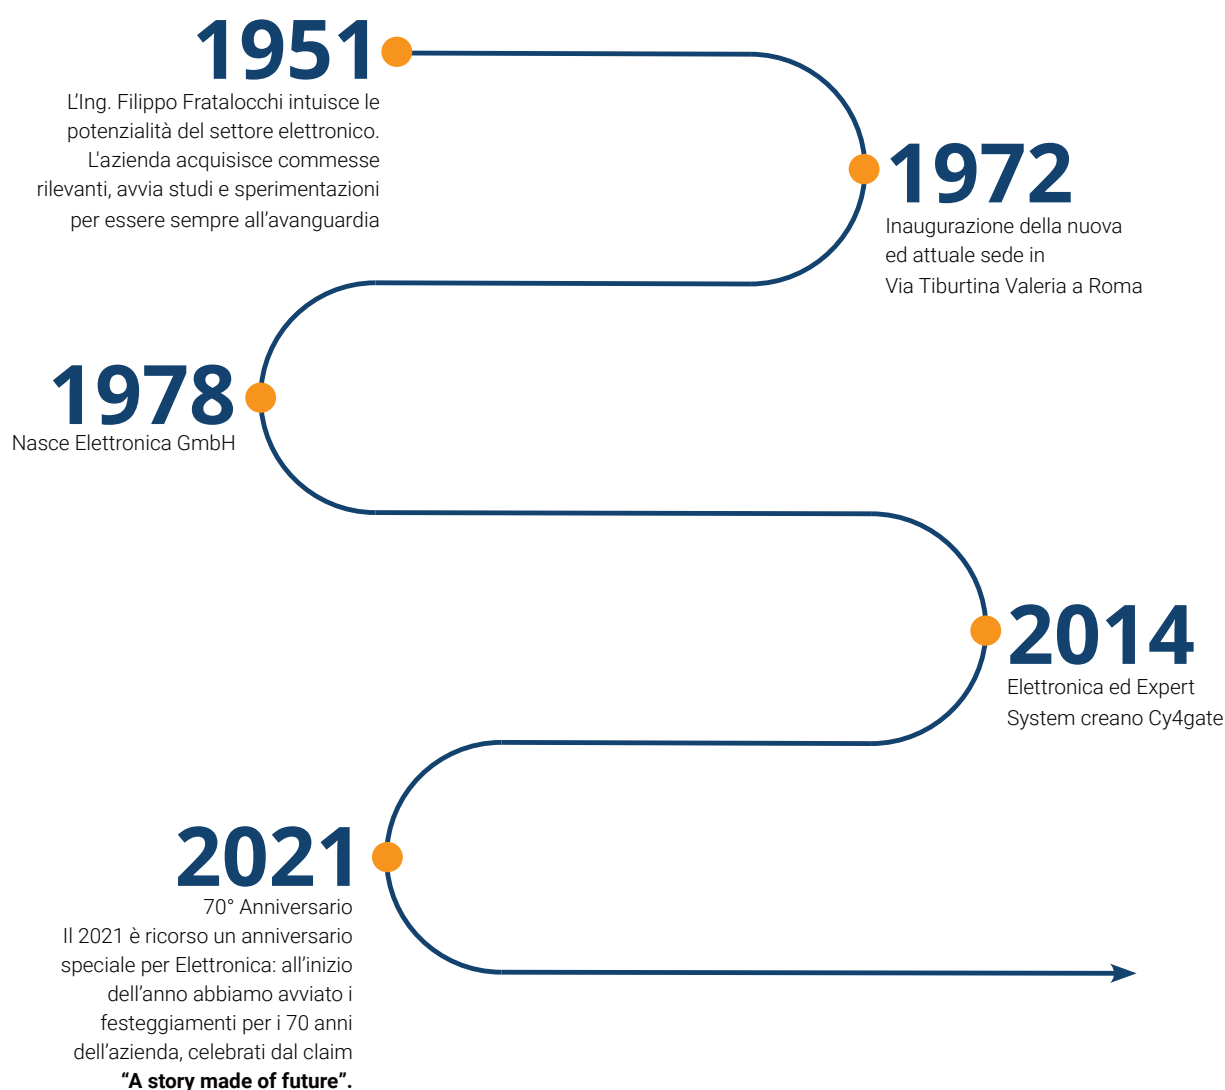 1951
L’Ing. Filippo Fratalocchi intuisce le
potenzialità del settore elettronico.
L'azienda acquisisce commesse
rilevanti, avvia studi e sperimentazioni
per essere sempre all’avanguardia
1972
Inaugurazione della nuova
ed attuale sede in
Via Tiburtina Valeria a Roma
1978
Nasce Elettronica GmbH
2014
Elettronica ed Expert
System creano Cy4gate
2021
70° Anniversario
Il 2021 è ricorso un anniversario
speciale per Elettronica: all’inizio
dell’anno abbiamo avviato i
festeggiamenti per i 70 anni
dell’azienda, celebrati dal claim
“A story made of future”.